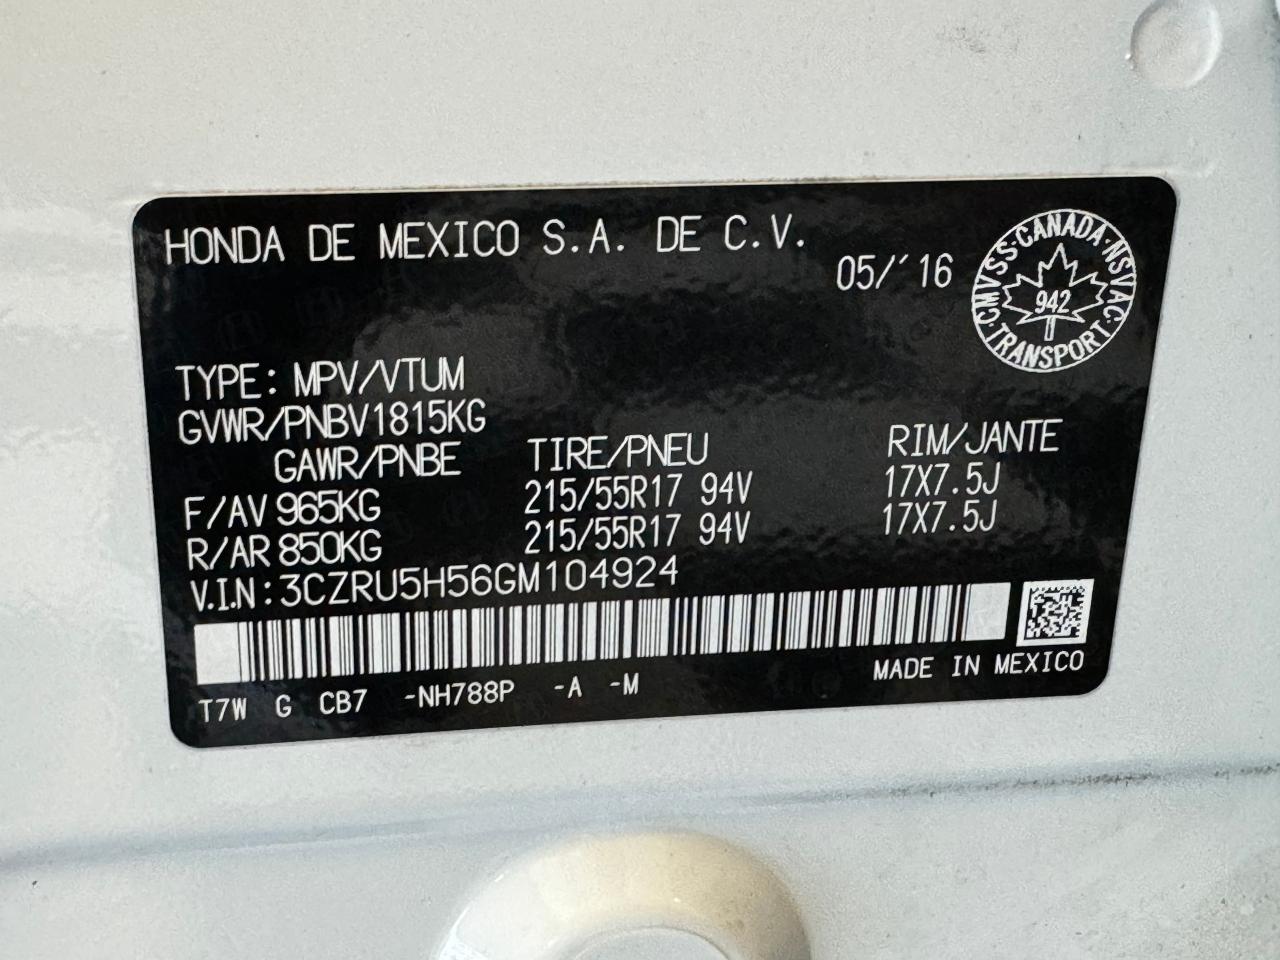 HONDA DE MEXICO S.A. DE C.V.
05/'16
CMVSS·CANADA·NSVAC·TRANSPORT·
942
TYPE: MPV/VTUM
GVWR/PNBV1815KG
GAWR/PNBE TIRE/PNEU RIM/JANTE
F/AV 965KG 215/55R17 94V 17X7.5J
R/AR 850KG 215/55R17 94V 17X7.5J
V.I.N:3CZRU5H56GM104924
MADE IN MEXICO
T7W G CB7 -NH788P -A -M